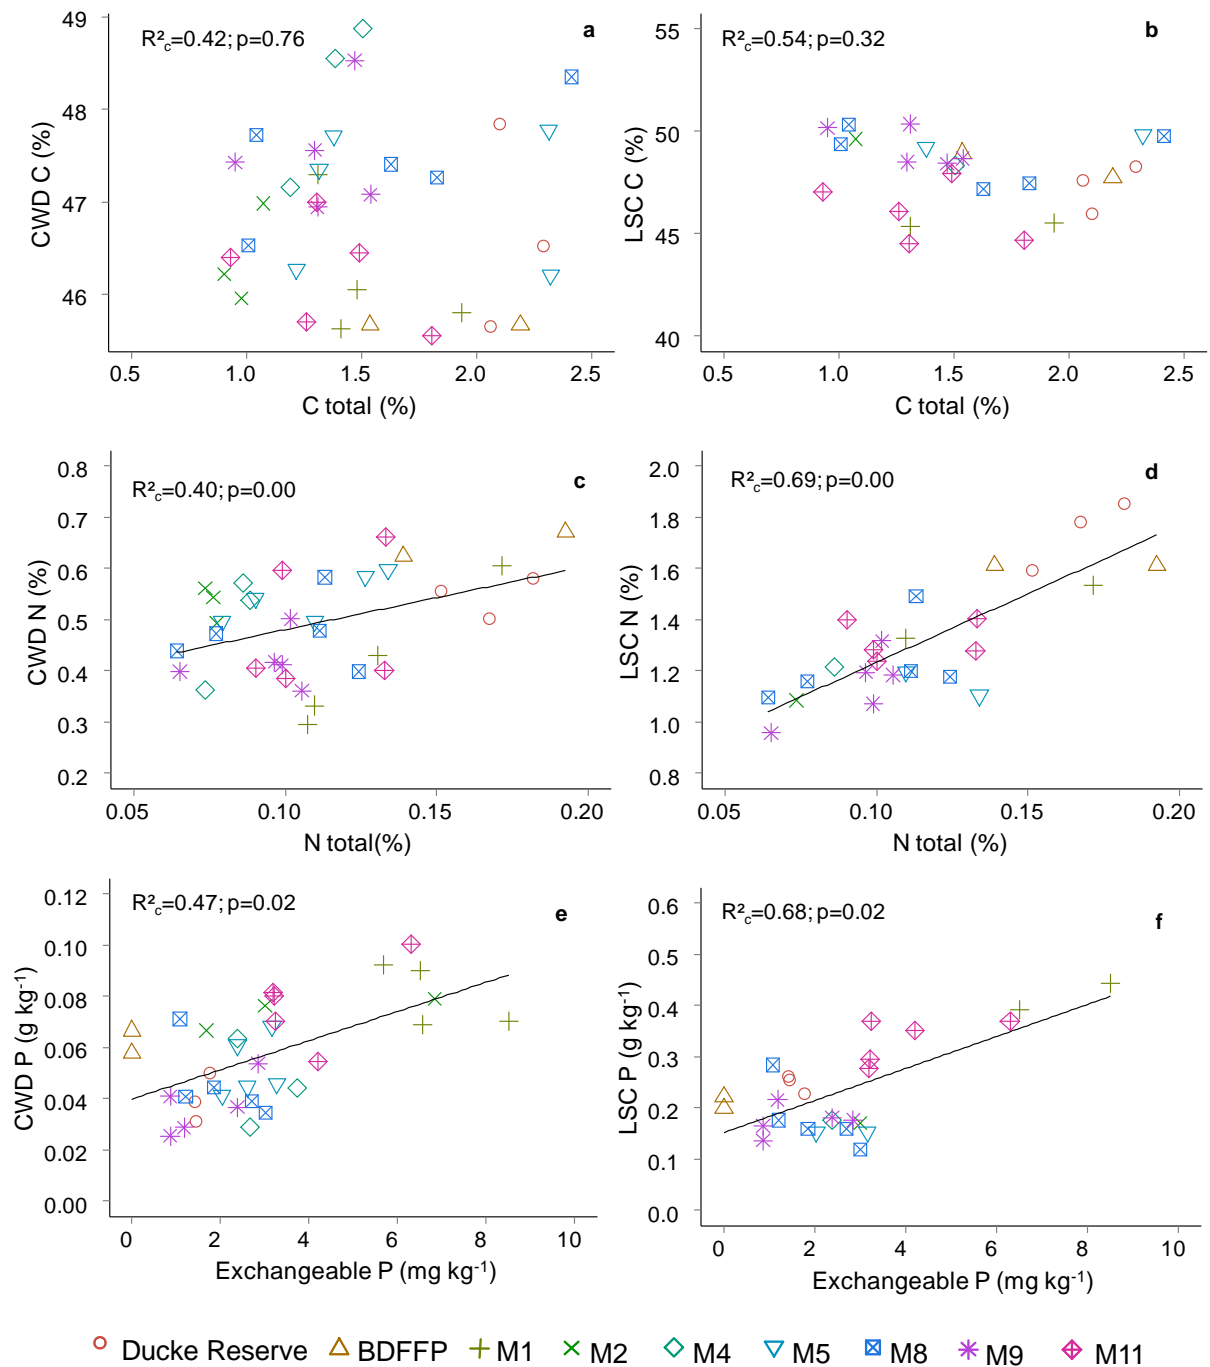 R²c=0.42; p=0.76
a
49
48
47
46
CWD C (%)
0.5 1.0 1.5 2.0 2.5
C total (%)
R²c=0.54; p=0.32
b
55
50
45
40
LSC C (%)
0.5 1.0 1.5 2.0 2.5
C total (%)
R²c=0.40; p=0.00
c
0.8
0.7
0.6
0.5
0.4
0.3
0.2
CWD N (%)
0.05 0.10 0.15 0.20
N total(%)
R²c=0.69; p=0.00
d
2.0
1.8
1.6
1.4
1.2
1.0
0.8
LSC N (%)
0.05 0.10 0.15 0.20
N total (%)
R²c=0.47; p=0.02
e
0.12
0.10
0.08
0.06
0.04
0.02
0.00
CWD P (g kg⁻¹)
0 2 4 6 8 10
Exchangeable P (mg kg⁻¹)
R²c=0.68; p=0.02
f
0.6
0.5
0.4
0.3
0.2
0.1
0.0
LSC P (g kg⁻¹)
0 2 4 6 8 10
Exchangeable P (mg kg⁻¹)
Ducke Reserve BDFFP M1 M2 M4 M5 M8 M9 M11